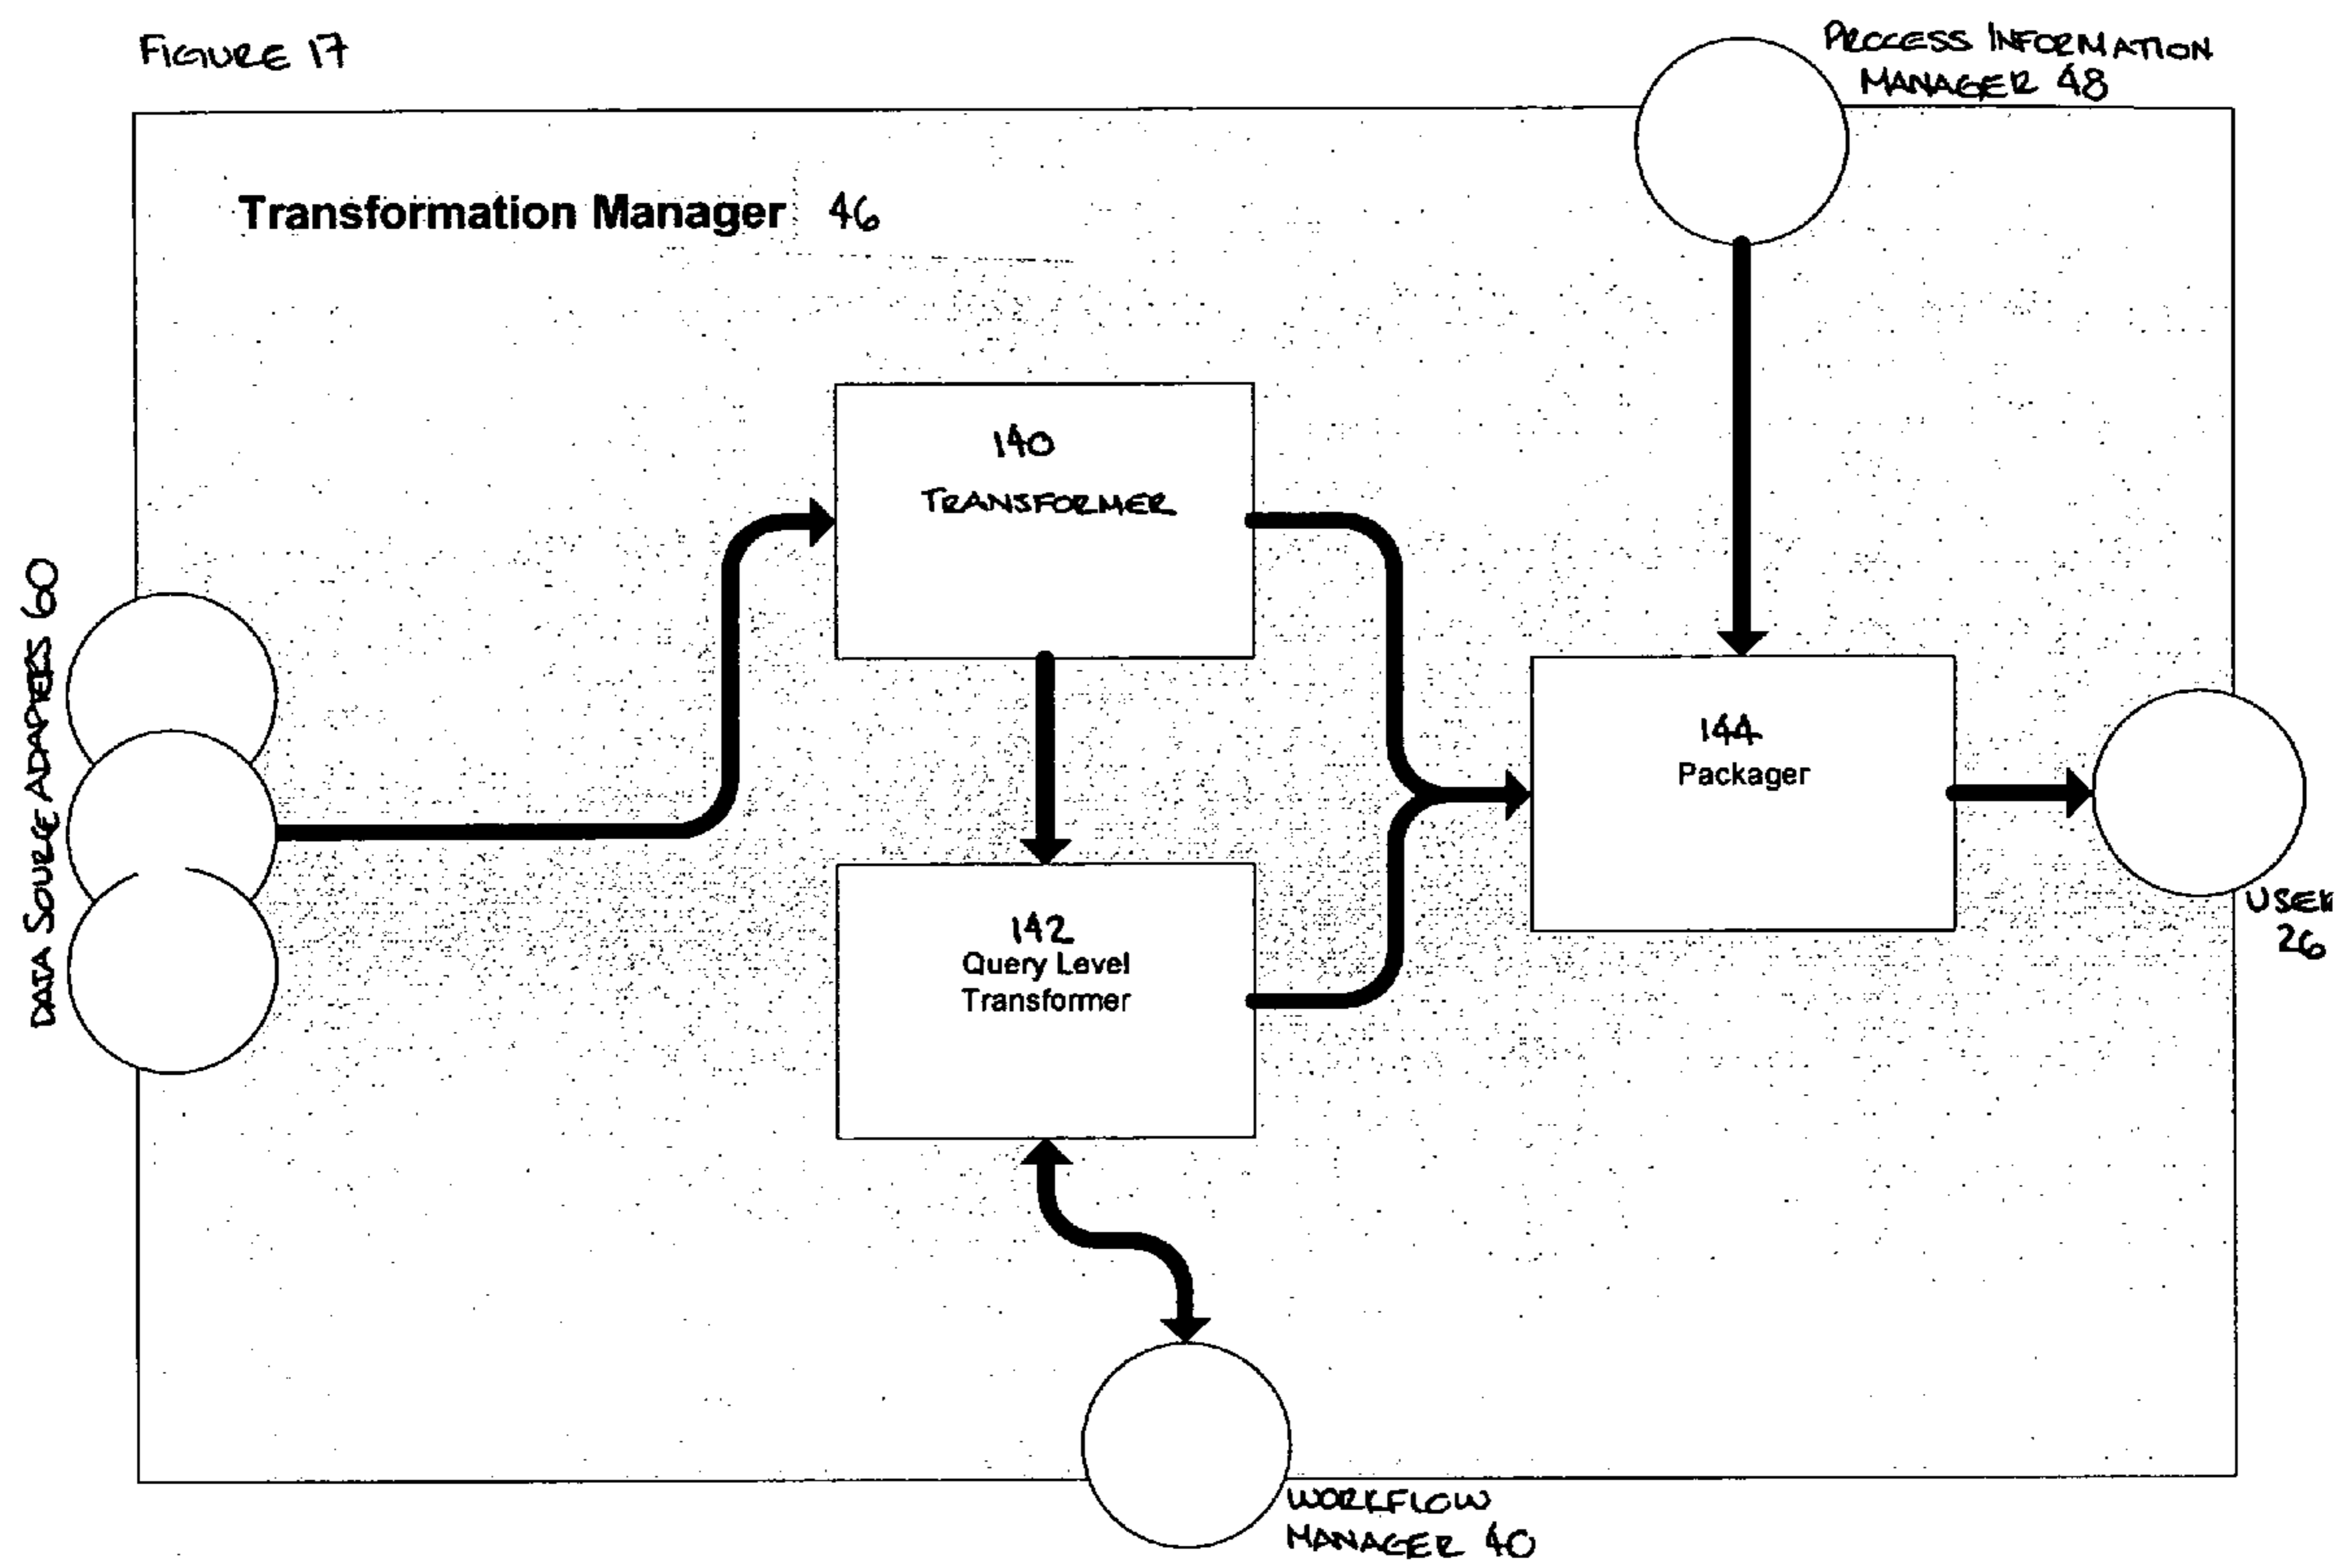 FIGURE 17
PROCESS INFORMATION
MANAGER 48
Transformation Manager 46
140
TRANSFORMER
DATA SOURCE ADAPTERS 60
144
Packager
142
Query Level
Transformer
USER
26
WORKFLOW
MANAGER 40